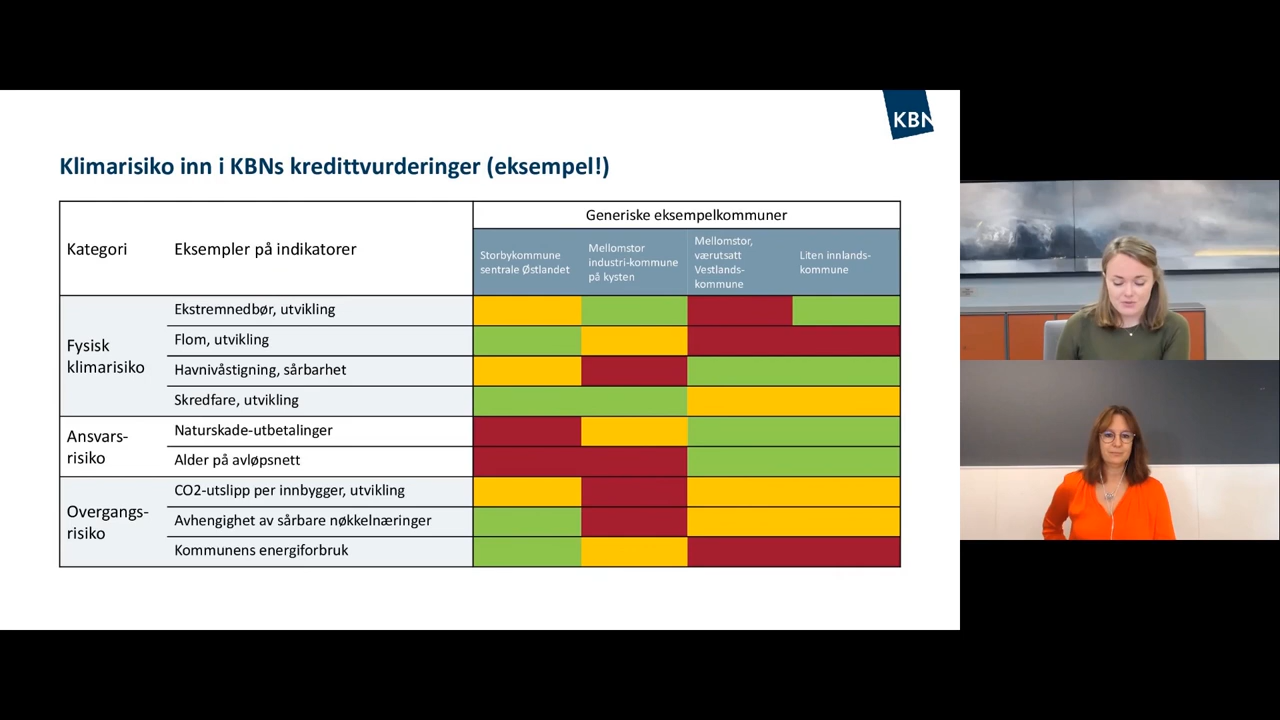 KBN
Klimarisiko inn i KBNs kredittvurderinger (eksempel!)
Kategori
Eksempler på indikatorer
Generiske eksempelkommuner
Storbykommune
sentrale Østlandet
Mellomstor
industri-kommune
på kysten
Mellomstor,
værutsatt
Vestlands-
kommune
Liten innlands-
kommune
Fysisk
klimarisiko
Ekstremnedbør, utvikling
Flom, utvikling
Havnivåstigning, sårbarhet
Skredfare, utvikling
Ansvars-
risiko
Naturskade-utbetalinger
Alder på avløpsnett
Overgangs-
risiko
CO2-utslipp per innbygger, utvikling
Avhengighet av sårbare nøkkelnæringer
Kommunens energiforbruk